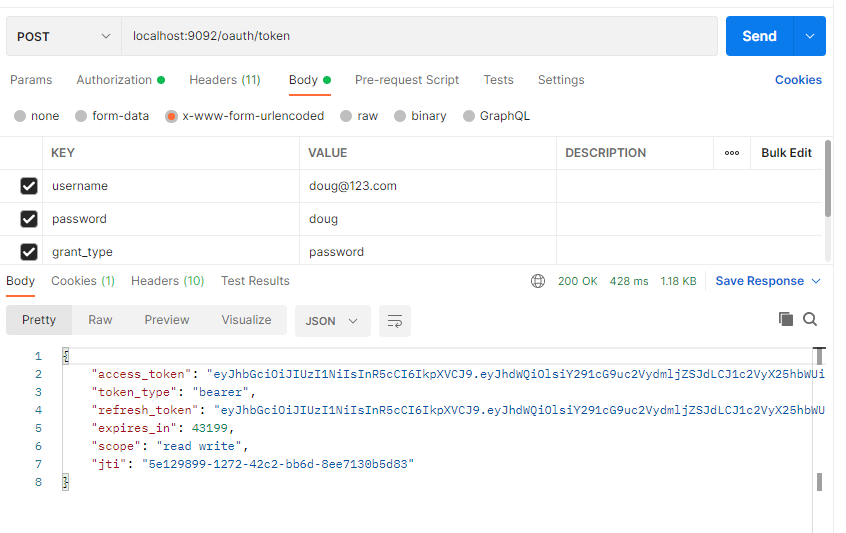 POST localhost:9092/oauth/token Send
Params Authorization Headers (11) Body Pre-request Script Tests Settings Cookies
none form-data x-www-form-urlencoded raw binary GraphQL
KEY VALUE DESCRIPTION ooo Bulk Edit
username doug@123.com
password doug
grant_type password
Body Cookies (1) Headers (10) Test Results 200 OK 428 ms 1.18 KB Save Response
Pretty Raw Preview Visualize JSON
1 {
2 "access_token": "eyJhbGciOiJIUzI1NiIsInR5cCI6IkpXVCJ9.eyJhdWQiOlsiY291cG9uc2VydmljZSJdLCJ1c2VyX25hbWUi
3 "token_type": "bearer",
4 "refresh_token": "eyJhbGciOiJIUzI1NiIsInR5cCI6IkpXVCJ9.eyJhdWQiOlsiY291cG9uc2VydmljZSJdLCJ1c2VyX25hbWU
5 "expires_in": 43199,
6 "scope": "read write",
7 "jti": "5e129899-1272-42c2-bb6d-8ee7130b5d83"
8 }